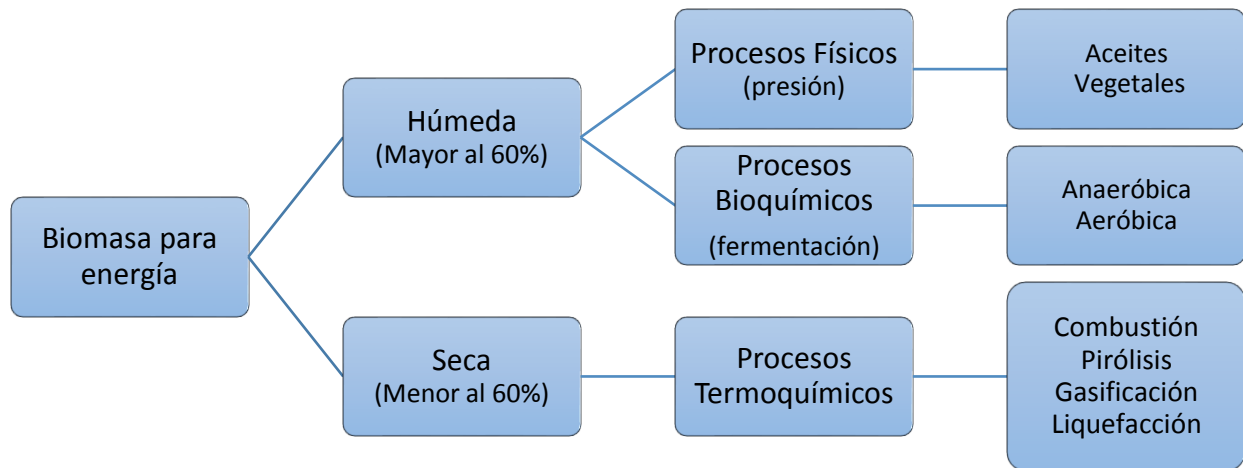 Biomasa para
energía
Húmeda
(Mayor al 60%)
Procesos Físicos
(presión)
Aceites
Vegetales
Procesos
Bioquímicos
(fermentación)
Anaeróbica
Aeróbica
Seca
(Menor al 60%)
Procesos
Termoquímicos
Combustión
Pirólisis
Gasificación
Liquefacción